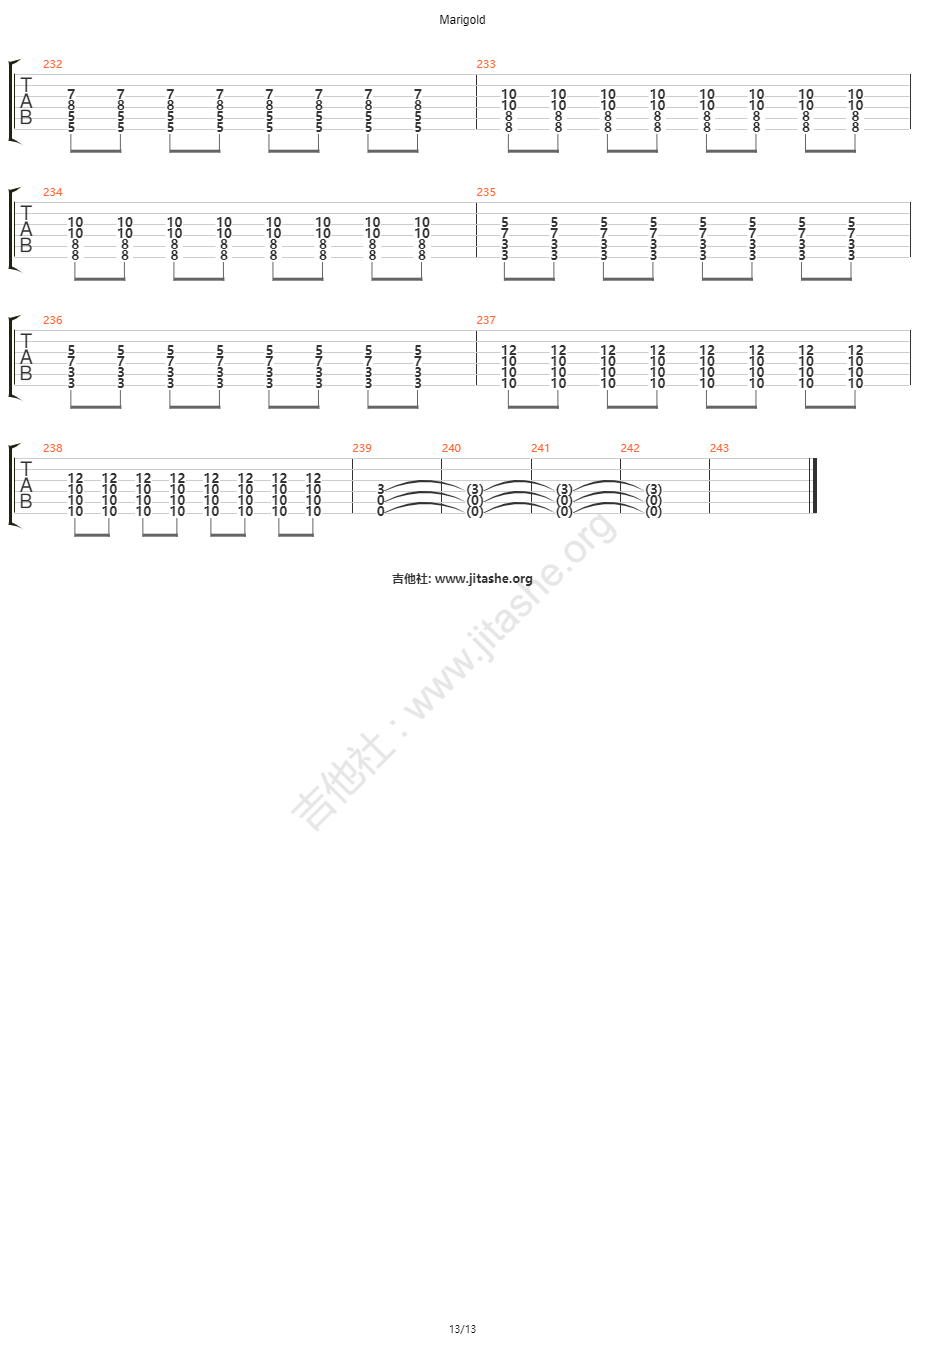 Marigold
232 233
T
7 7 7 7 7 7 7 7 10 10 10 10 10 10 10 10
A
8 8 8 8 8 8 8 8 10 10 10 10 10 10 10 10
B
5 5 5 5 5 5 5 5 8 8 8 8 8 8 8 8
5 5 5 5 5 5 5 5 8 8 8 8 8 8 8 8
234 235
T
10 10 10 10 10 10 10 10 5 5 5 5 5 5 5 5
A
10 10 10 10 10 10 10 10 7 7 7 7 7 7 7 7
B
8 8 8 8 8 8 8 8 3 3 3 3 3 3 3 3
8 8 8 8 8 8 8 8 3 3 3 3 3 3 3 3
236 237
T
5 5 5 5 5 5 5 5 12 12 12 12 12 12 12 12
A
7 7 7 7 7 7 7 7 10 10 10 10 10 10 10 10
B
3 3 3 3 3 3 3 3 10 10 10 10 10 10 10 10
3 3 3 3 3 3 3 3 10 10 10 10 10 10 10 10
238 239 240 241 242 243
T
12 12 12 12 12 12 12 12
A
10 10 10 10 10 10 10 10 3 (3) (3) (3)
B
10 10 10 10 10 10 10 10 0 (0) (0) (0)
10 10 10 10 10 10 10 10 0 (0) (0) (0)
吉他社: www.jitashe.org
吉他社：www.jitashe.org
13/13